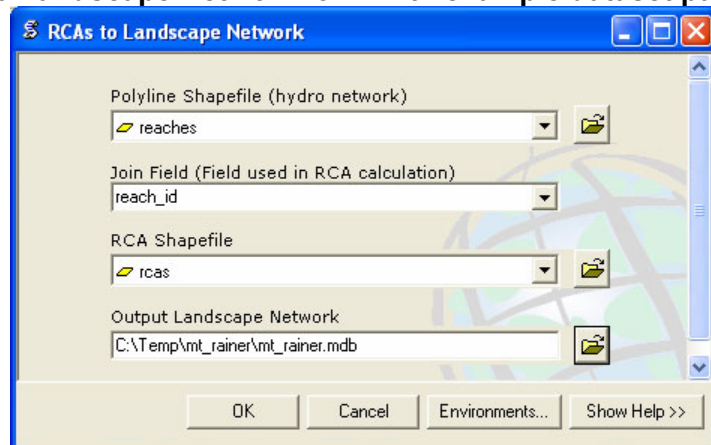 RCAs to Landscape Network
Polyline Shapefile (hydro network)
reaches
Join Field (Field used in RCA calculation)
reach_id
RCA Shapefile
rcas
Output Landscape Network
C:\Temp\mt_rainer\mt_rainer.mdb
OK Cancel Environments... Show Help >>